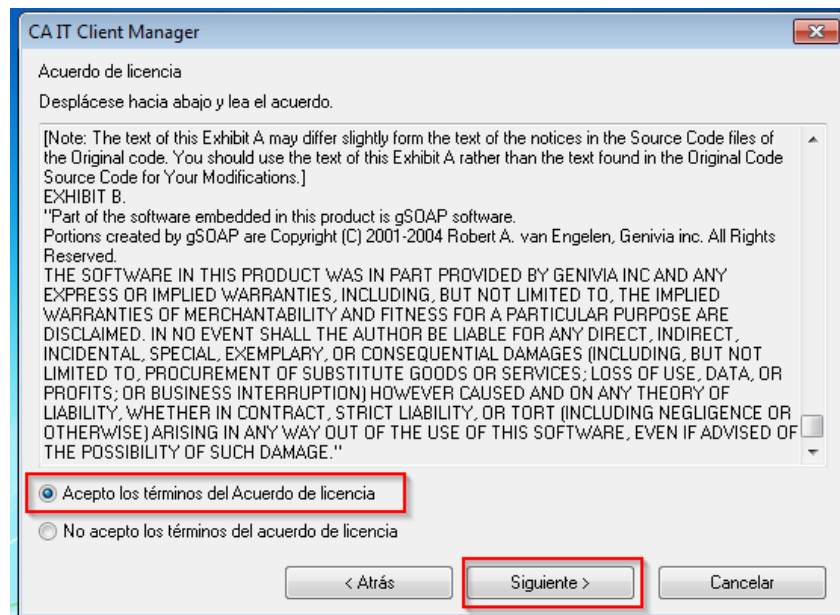 CA IT Client Manager
Acuerdo de licencia
Desplácese hacia abajo y lea el acuerdo.
[Note: The text of this Exhibit A may differ slightly form the text of the notices in the Source Code files of
the Original code. You should use the text of this Exhibit A rather than the text found in the Original Code
Source Code for Your Modifications.]
EXHIBIT B.
"Part of the software embedded in this product is gSOAP software.
Portions created by gSOAP are Copyright (C) 2001-2004 Robert A. van Engelen, Genivia inc. All Rights
Reserved.
THE SOFTWARE IN THIS PRODUCT WAS IN PART PROVIDED BY GENIVIA INC AND ANY
EXPRESS OR IMPLIED WARRANTIES, INCLUDING, BUT NOT LIMITED TO, THE IMPLIED
WARRANTIES OF MERCHANTABILITY AND FITNESS FOR A PARTICULAR PURPOSE ARE
DISCLAIMED. IN NO EVENT SHALL THE AUTHOR BE LIABLE FOR ANY DIRECT, INDIRECT,
INCIDENTAL, SPECIAL, EXEMPLARY, OR CONSEQUENTIAL DAMAGES (INCLUDING, BUT NOT
LIMITED TO, PROCUREMENT OF SUBSTITUTE GOODS OR SERVICES; LOSS OF USE, DATA, OR
PROFITS; OR BUSINESS INTERRUPTION) HOWEVER CAUSED AND ON ANY THEORY OF
LIABILITY, WHETHER IN CONTRACT, STRICT LIABILITY, OR TORT (INCLUDING NEGLIGENCE OR
OTHERWISE) ARISING IN ANY WAY OUT OF THE USE OF THIS SOFTWARE, EVEN IF ADVISED OF
THE POSSIBILITY OF SUCH DAMAGE."
Acepto los términos del Acuerdo de licencia
No acepto los términos del acuerdo de licencia
< Atrás
Siguiente >
Cancelar